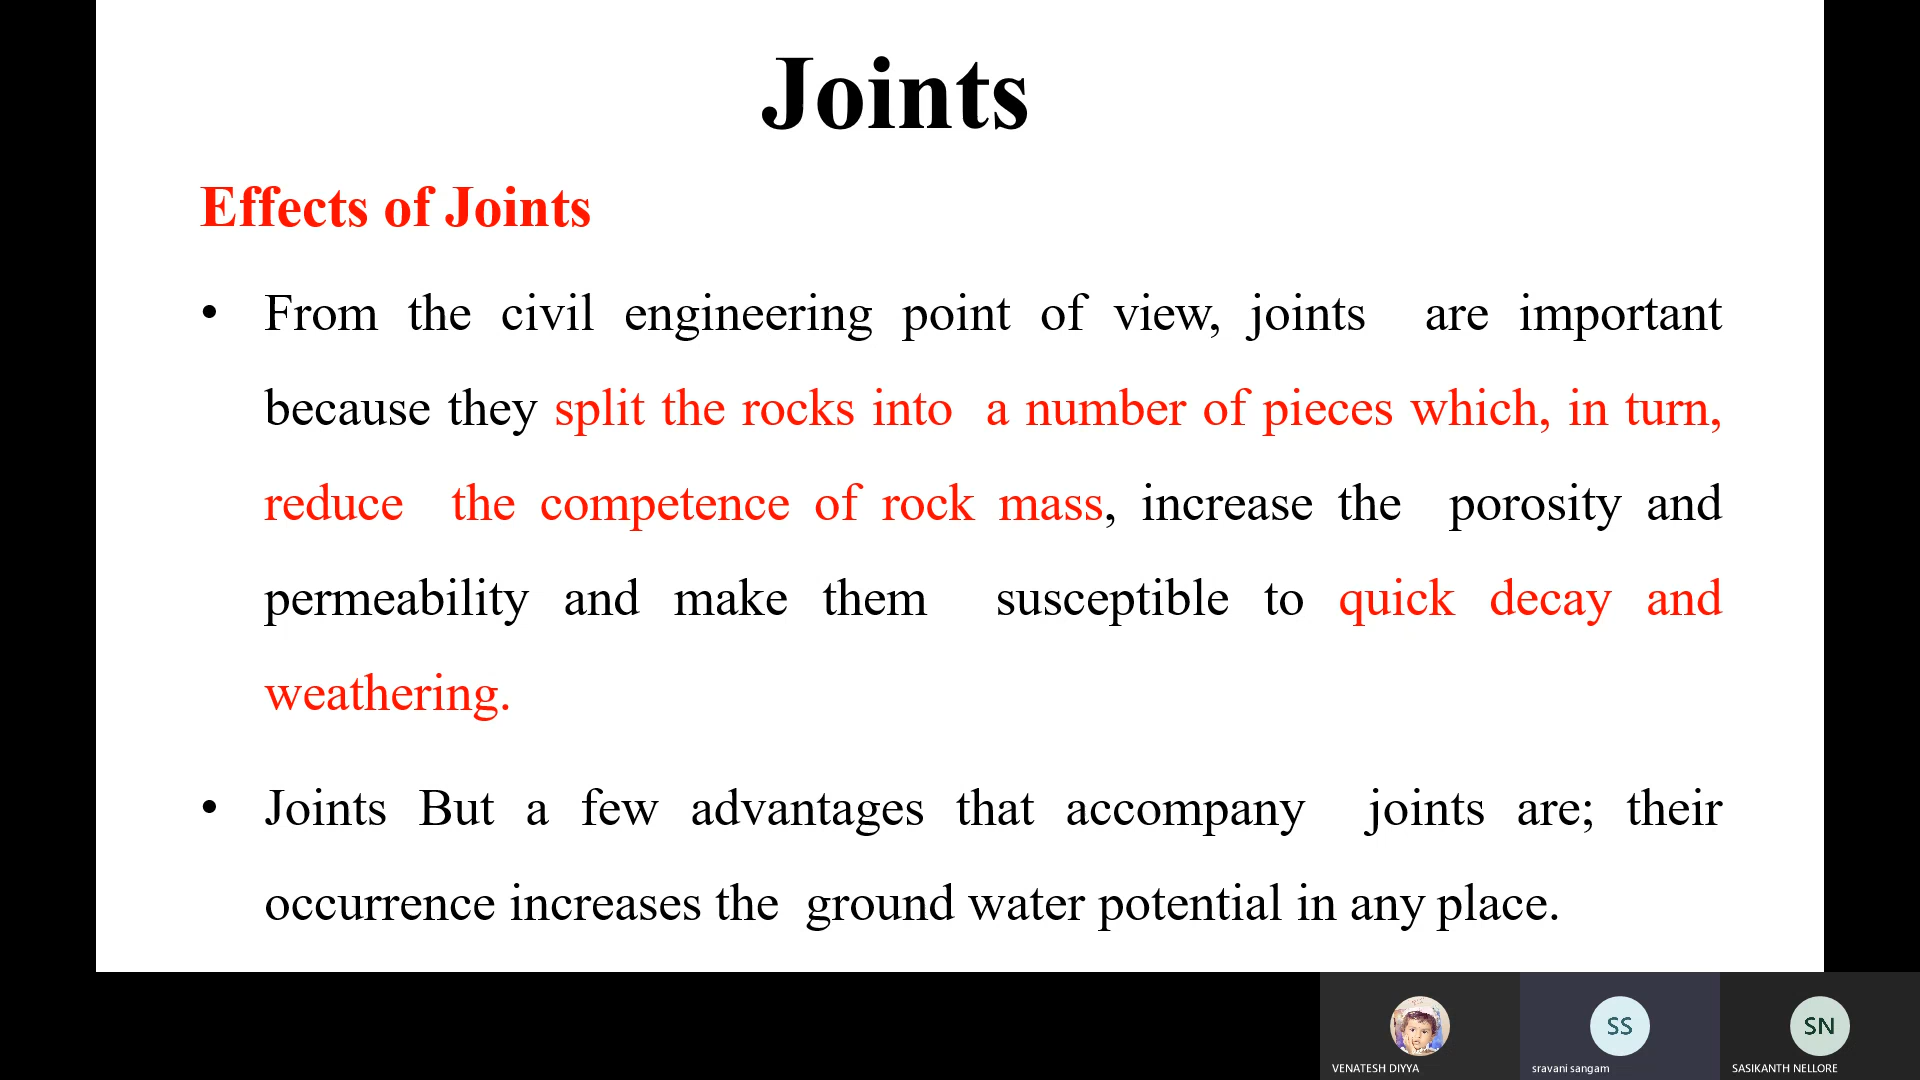 Joints
Effects of Joints
• From the civil engineering point of view, joints are important
because they split the rocks into a number of pieces which, in turn,
reduce the competence of rock mass, increase the porosity and
permeability and make them susceptible to quick decay and
weathering.
• Joints But a few advantages that accompany joints are; their
occurrence increases the ground water potential in any place.
SS
SN
VENATESH DIYYA
sravani sangam
SASIKANTH NELLORE